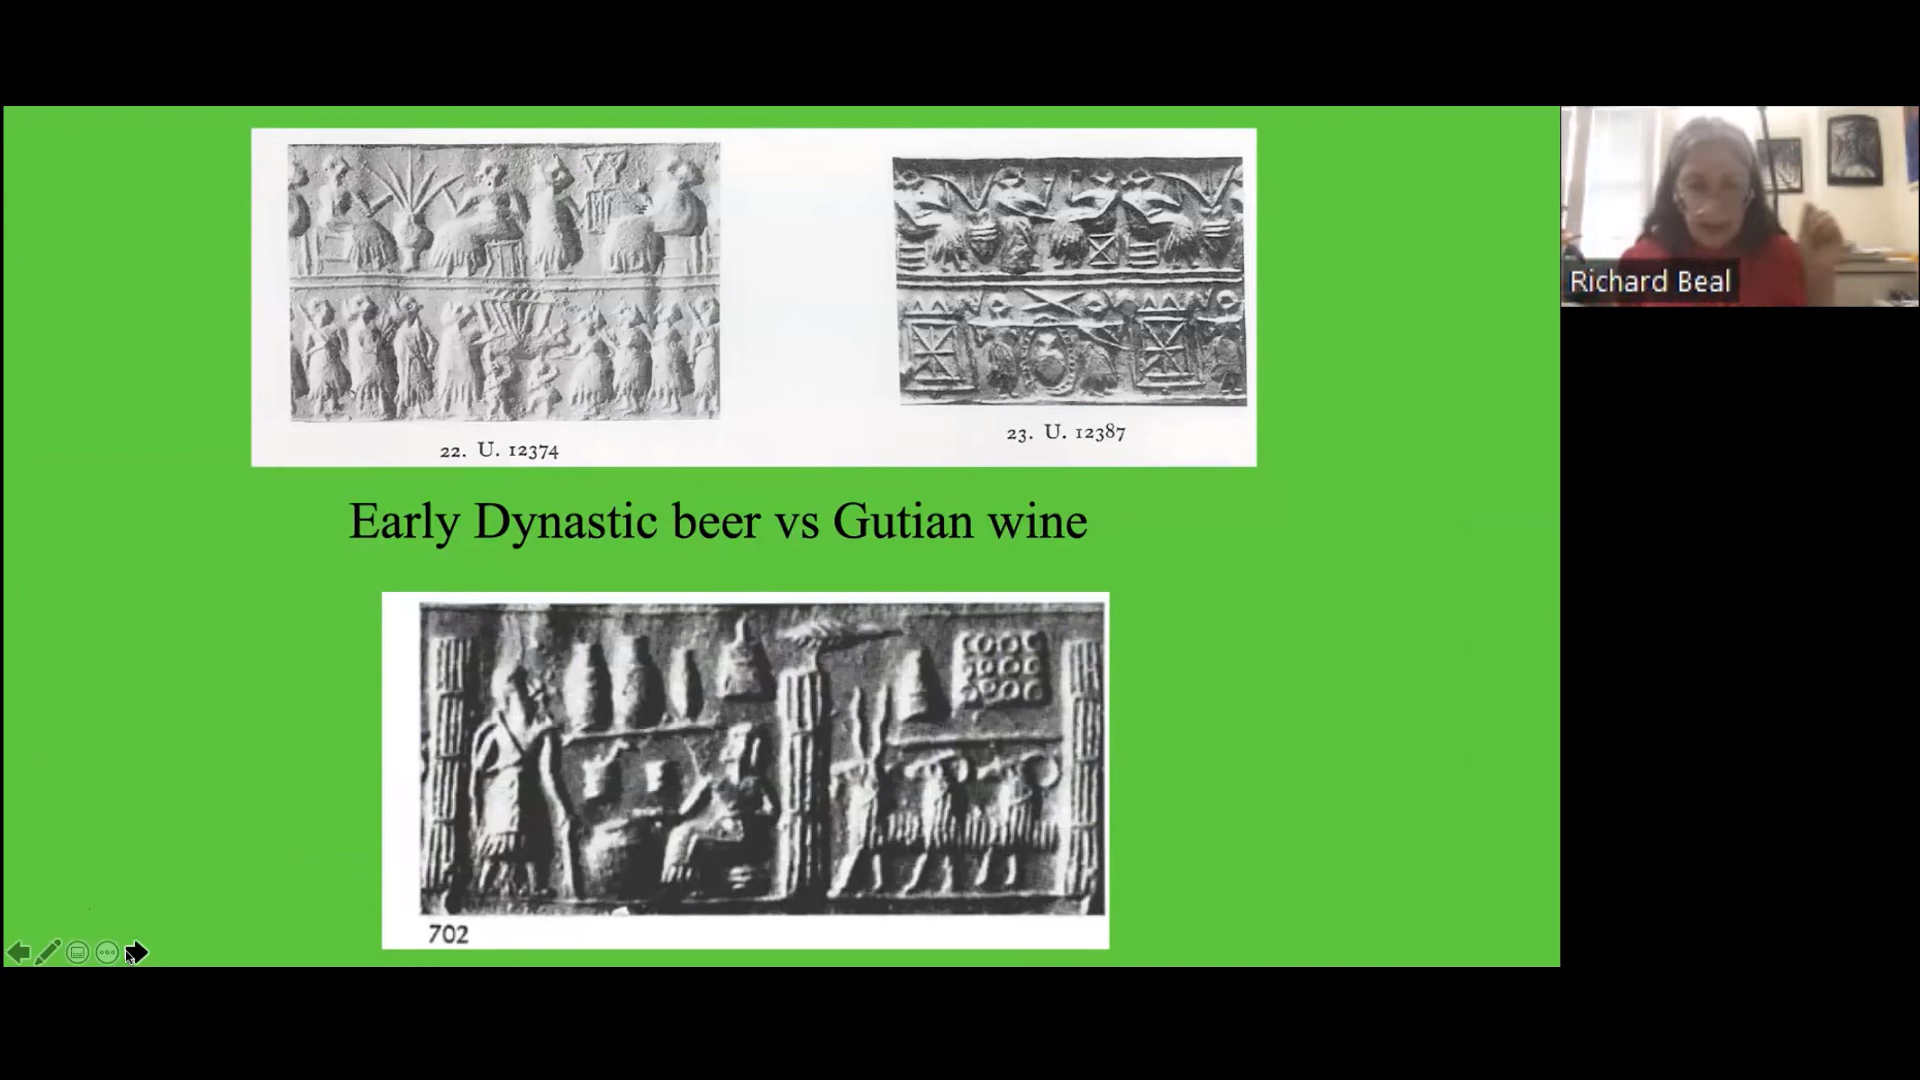 22. U. 12374
23. U. 12387
Early Dynastic beer vs Gutian wine
702
Richard Beal